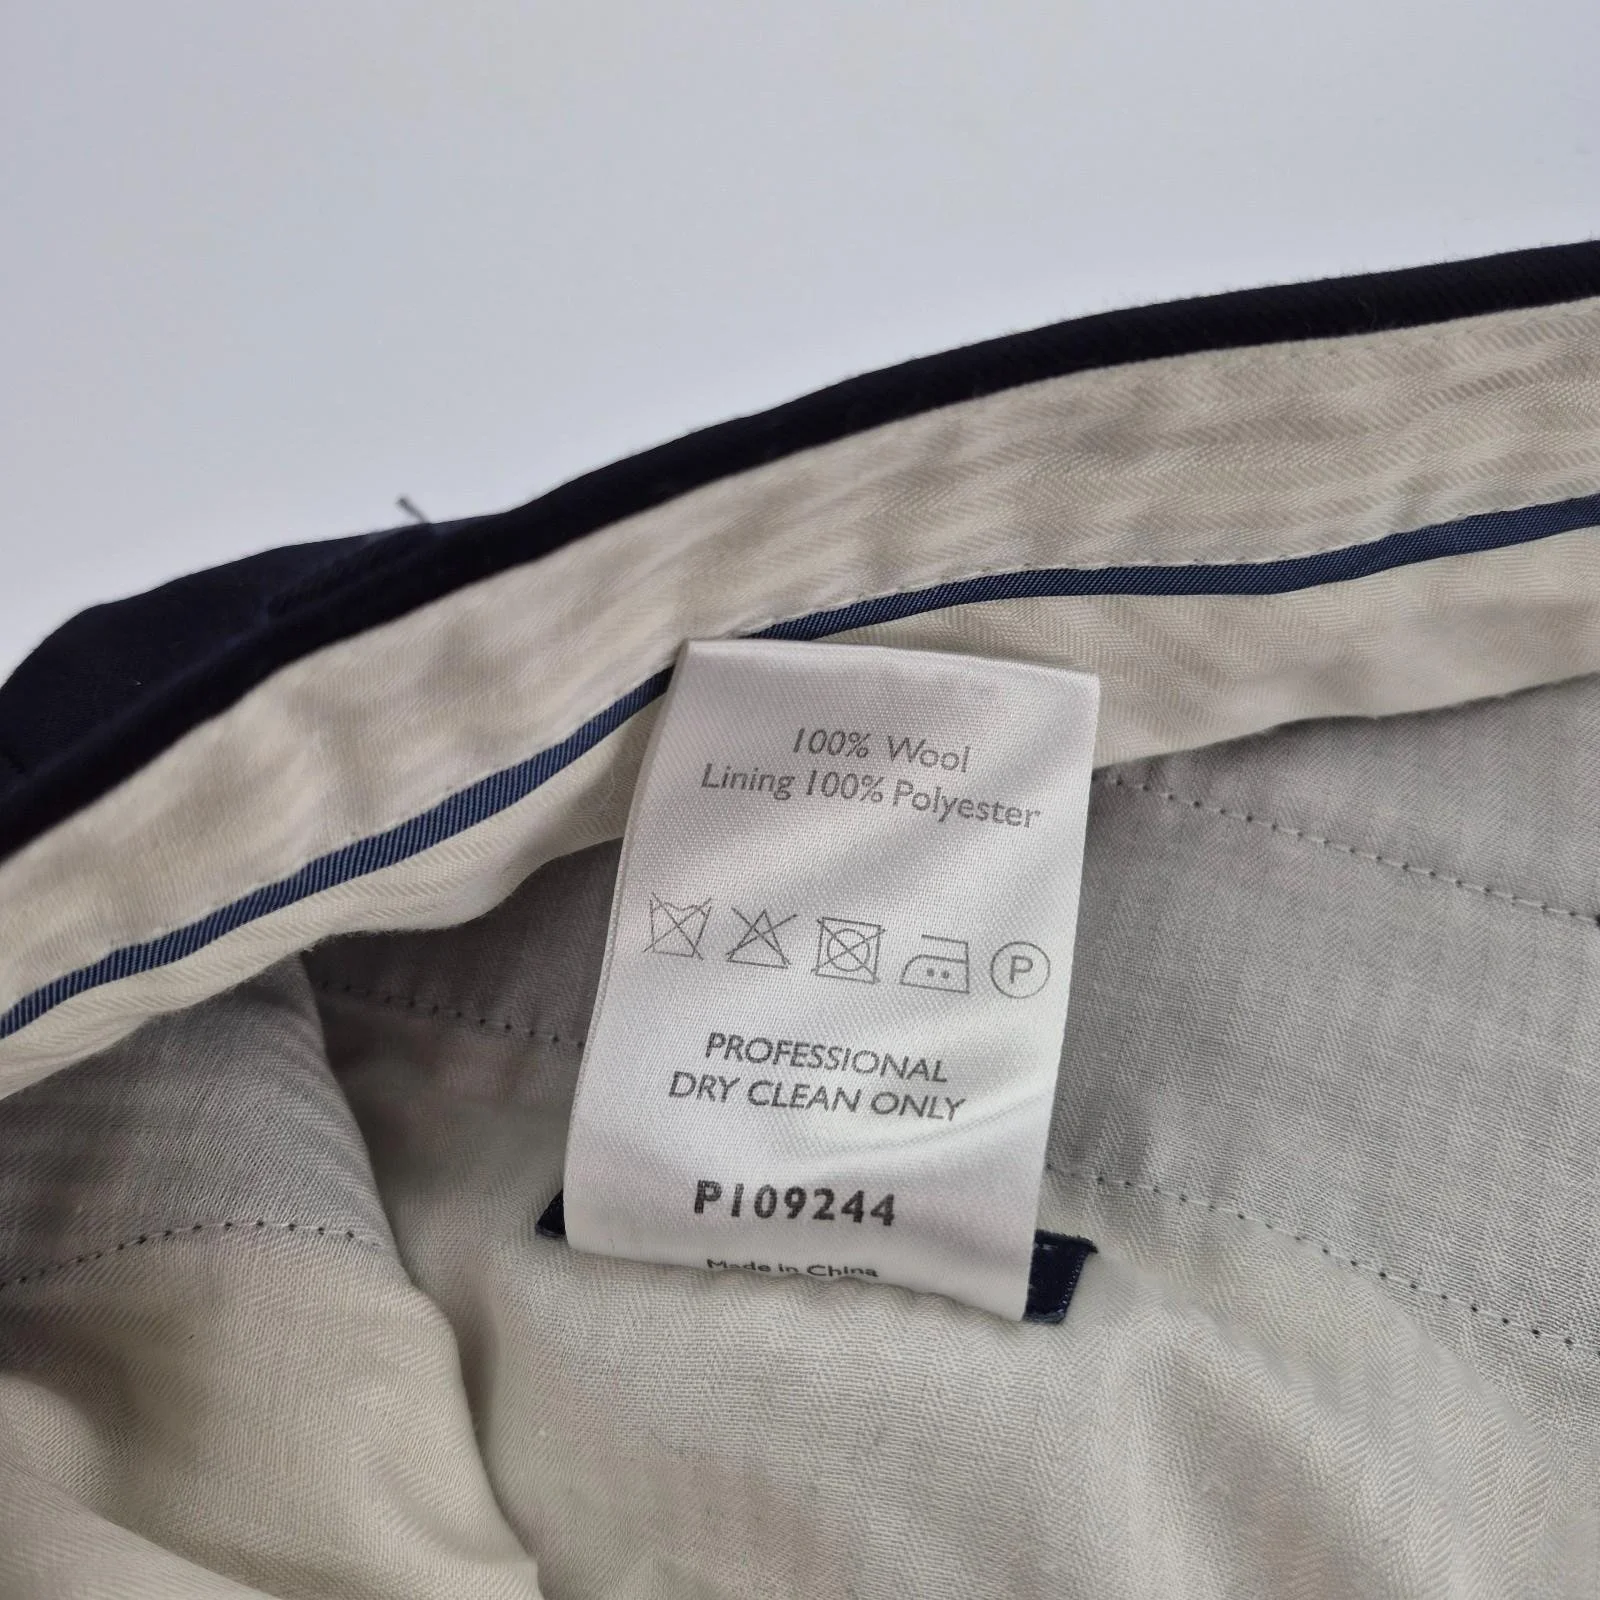 100% Wool
Lining 100% Polyester
P
PROFESSIONAL
DRY CLEAN ONLY
P109244
Made in China